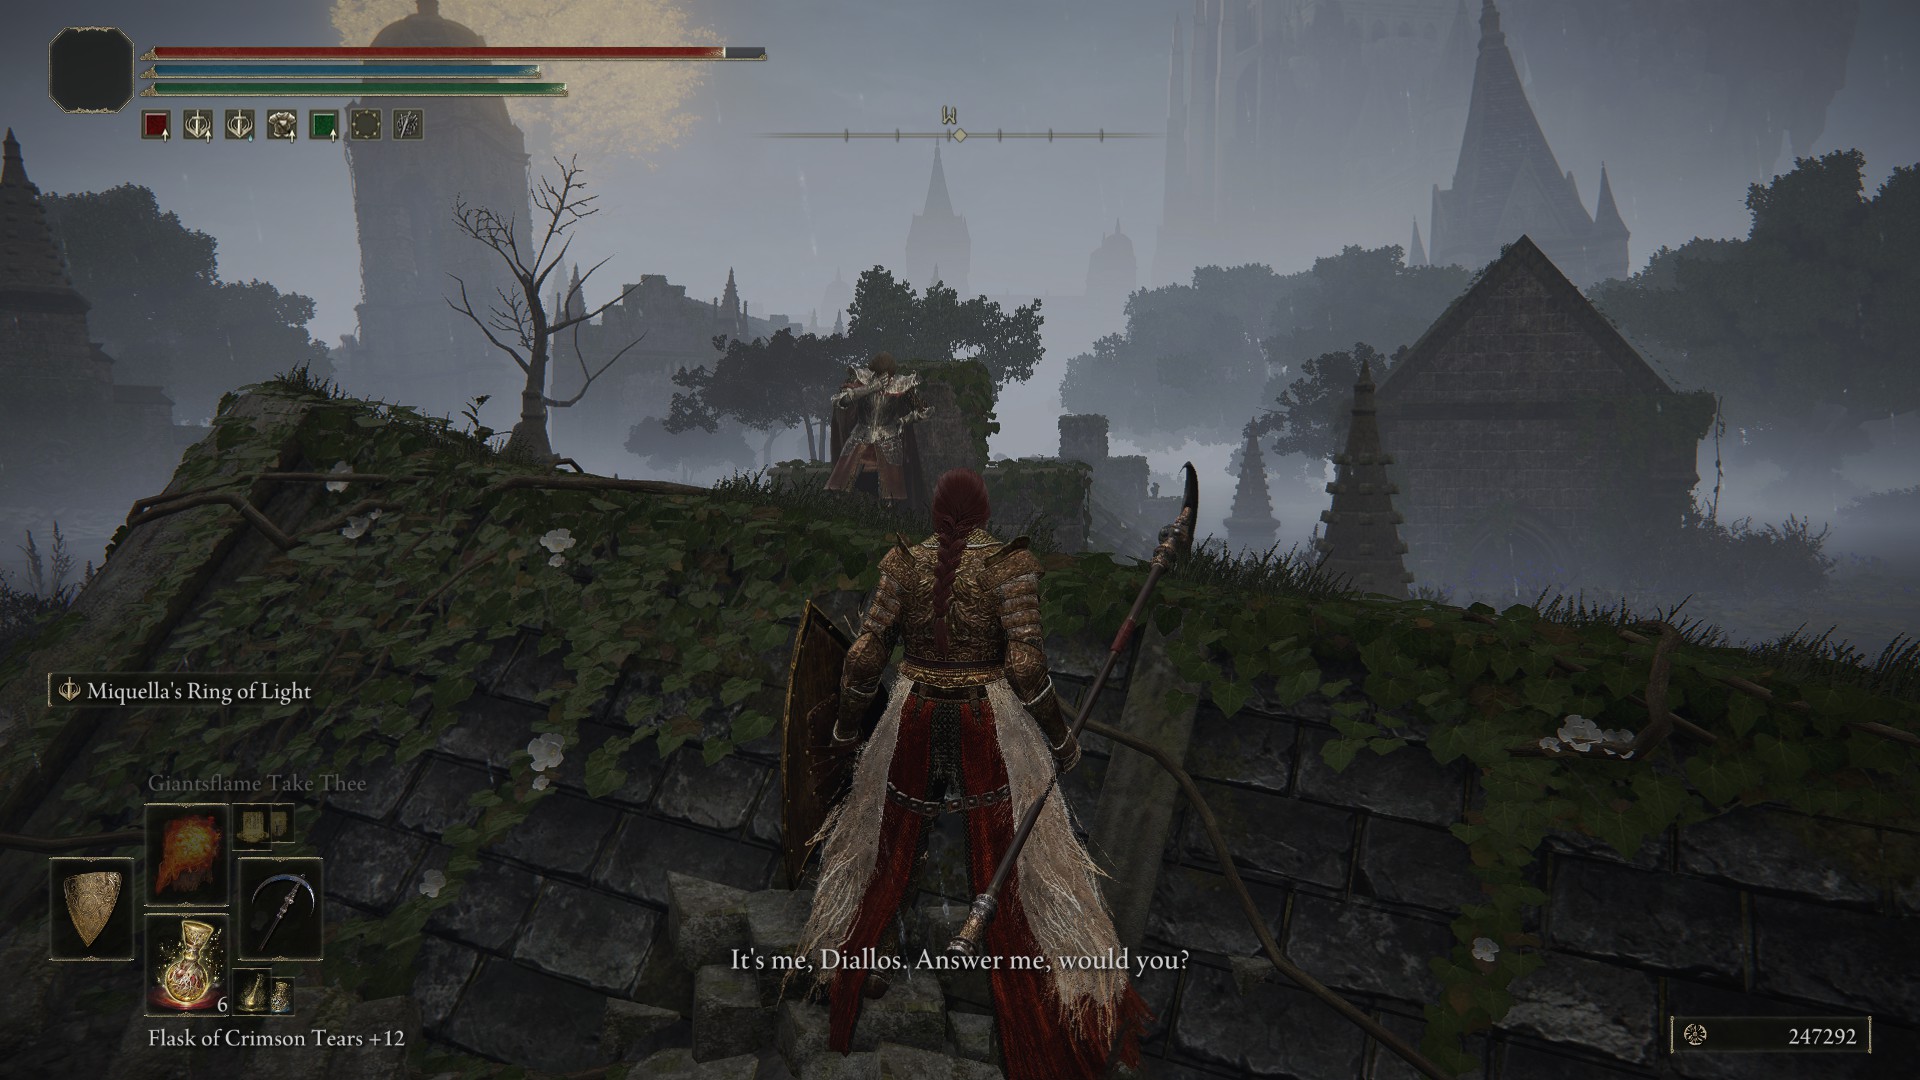 W
Miquella's Ring of Light
Giantsflame Take Thee
6
Flask of Crimson Tears +12
It's me, Diallos. Answer me, would you?
247292